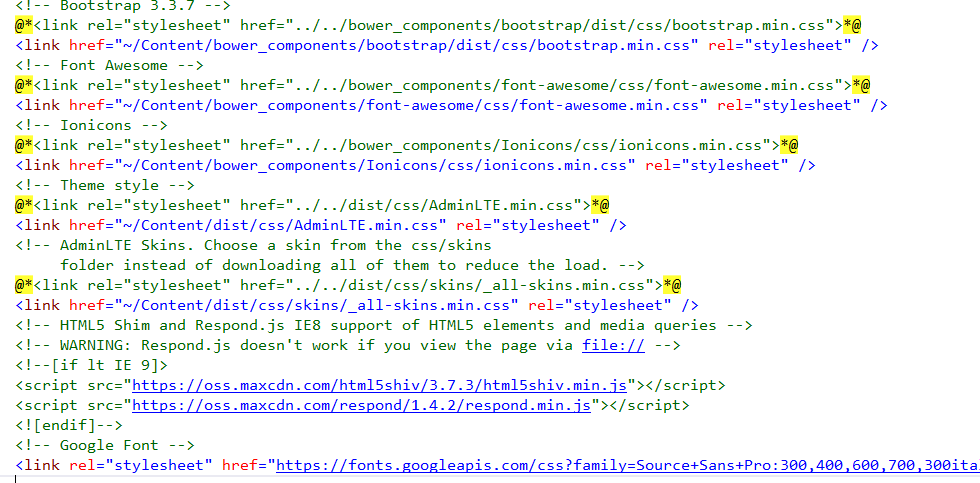 <!-- Bootstrap 3.3.7 -->
@*<link rel="stylesheet" href="../../bower_components/bootstrap/dist/css/bootstrap.min.css">*@
<link href="~/Content/bower_components/bootstrap/dist/css/bootstrap.min.css" rel="stylesheet" />
<!-- Font Awesome -->
@*<link rel="stylesheet" href="../../bower_components/font-awesome/css/font-awesome.min.css">*@
<link href="~/Content/bower_components/font-awesome/css/font-awesome.min.css" rel="stylesheet" />
<!-- Ionicons -->
@*<link rel="stylesheet" href="../../bower_components/Ionicons/css/ionicons.min.css">*@
<link href="~/Content/bower_components/Ionicons/css/ionicons.min.css" rel="stylesheet" />
<!-- Theme style -->
@*<link rel="stylesheet" href="../../dist/css/AdminLTE.min.css">*@
<link href="~/Content/dist/css/AdminLTE.min.css" rel="stylesheet" />
<!-- AdminLTE Skins. Choose a skin from the css/skins
folder instead of downloading all of them to reduce the load. -->
@*<link rel="stylesheet" href="../../dist/css/skins/_all-skins.min.css">*@
<link href="~/Content/dist/css/skins/_all-skins.min.css" rel="stylesheet" />
<!-- HTML5 Shim and Respond.js IE8 support of HTML5 elements and media queries -->
<!-- WARNING: Respond.js doesn't work if you view the page via file:// -->
<!--[if lt IE 9]>
<script src="https://oss.maxcdn.com/html5shiv/3.7.3/html5shiv.min.js"></script>
<script src="https://oss.maxcdn.com/respond/1.4.2/respond.min.js"></script>
<![endif]-->
<!-- Google Font -->
<link rel="stylesheet" href="https://fonts.googleapis.com/css?family=Source+Sans+Pro:300,400,600,700,300ita